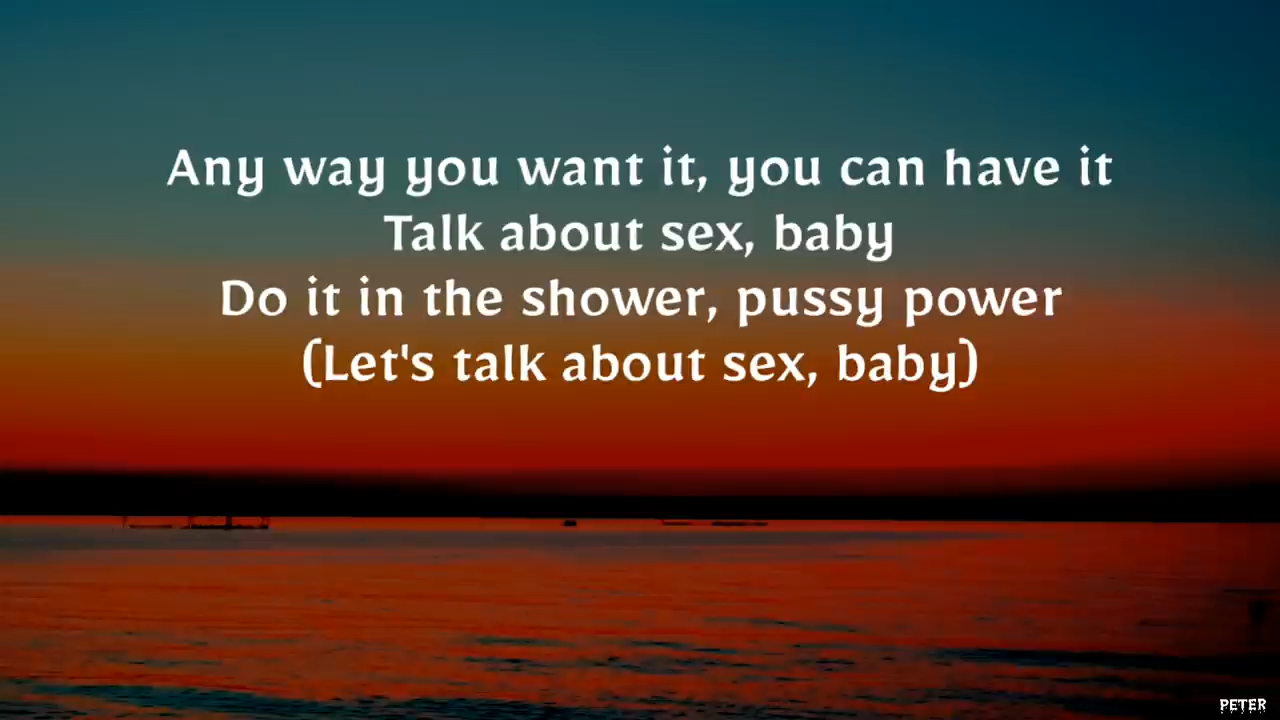 Any way you want it, you can have it
Talk about sex, baby
Do it in the shower, pussy power
(Let's talk about sex, baby)
PETER